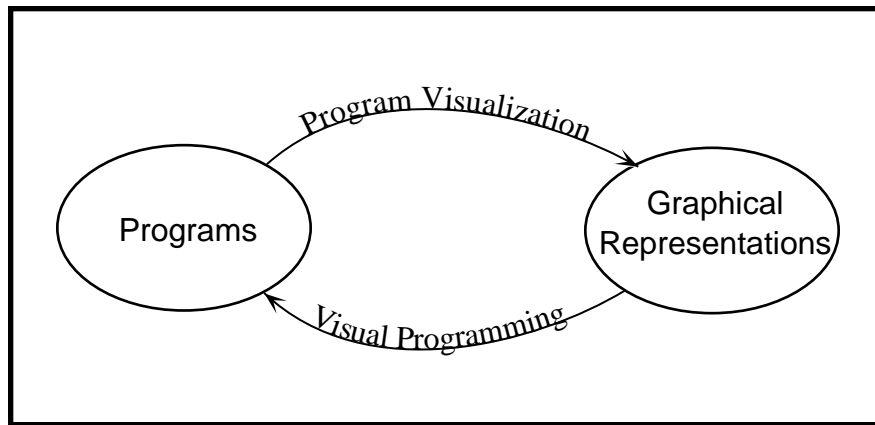 Program Visualization
Programs
Graphical
Representations
Visual Programming